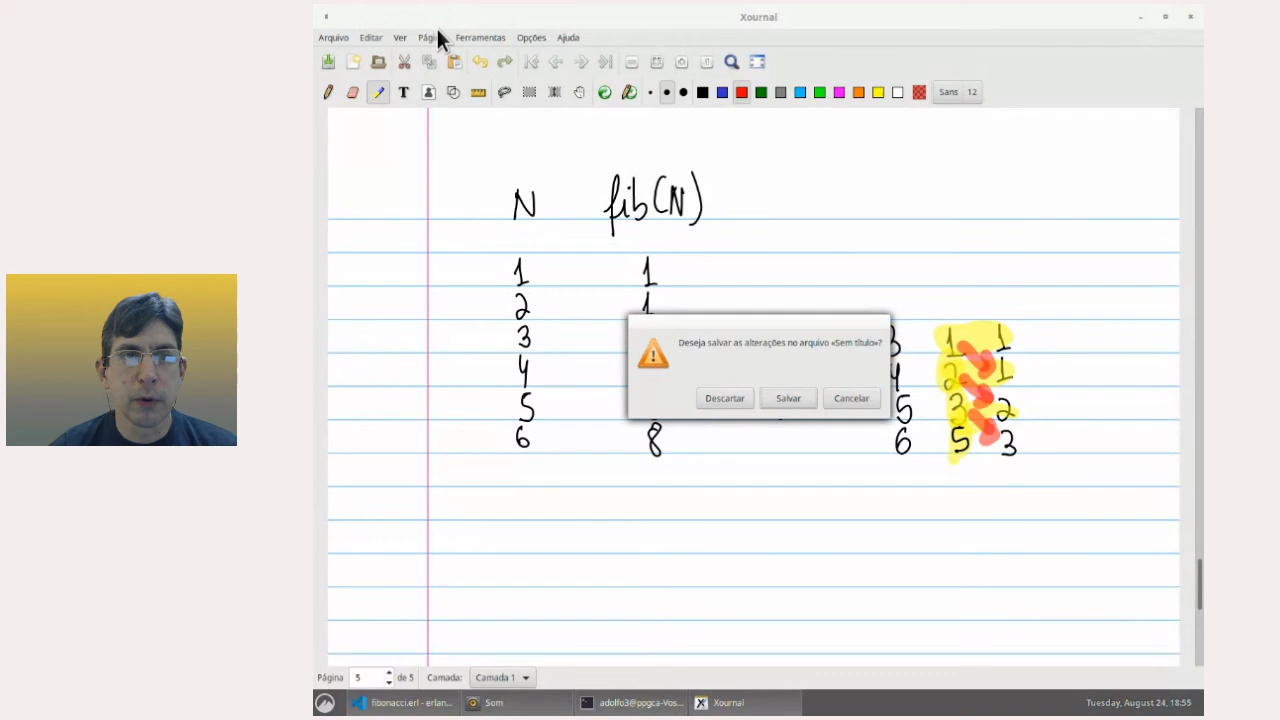 Xournal
Arquivo Editar Ver Ferramentas Opções Ajuda
Sans 12
N fib(N)
1 1
2 1
3 3 1 1
Deseja salvar as alterações no arquivo «Sem título»?
4 4 2 1
Descartar Salvar Cancelar
5 5 3 2
6 8 6 5 3
Página 5 de 5 Camada: Camada 1
fibonacci.erl - erlan... Som adolfo3@ppgca-Vos... Xournal Tuesday, August 24, 18:55